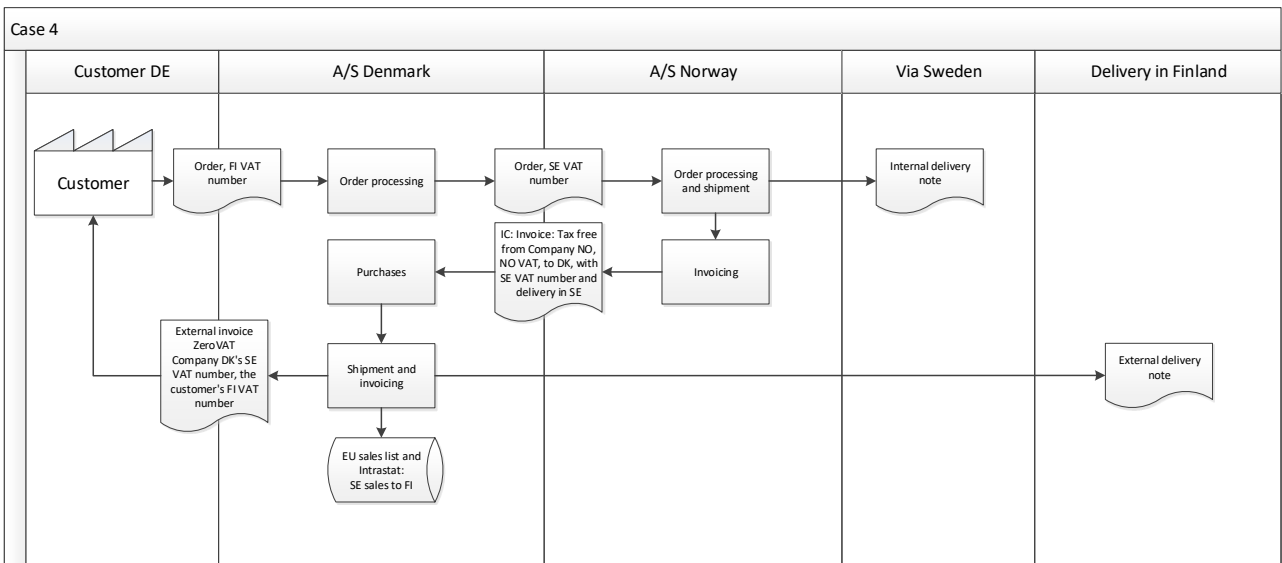 Case 4
Customer DE
A/S Denmark
A/S Norway
Via Sweden
Delivery in Finland
Customer
Order, FI VAT
number
Order processing
Order, SE VAT
number
Order processing
and shipment
Internal delivery
note
IC: Invoice: Tax free
from Company NO,
NO VAT, to DK, with
SE VAT number and
delivery in SE
Purchases
Invoicing
External invoice
ZeroVAT
Company DK's SE
VAT number, the
customer's FI VAT
number
Shipment and
invoicing
External delivery
note
EU sales list and
Intrastat:
SE sales to FI